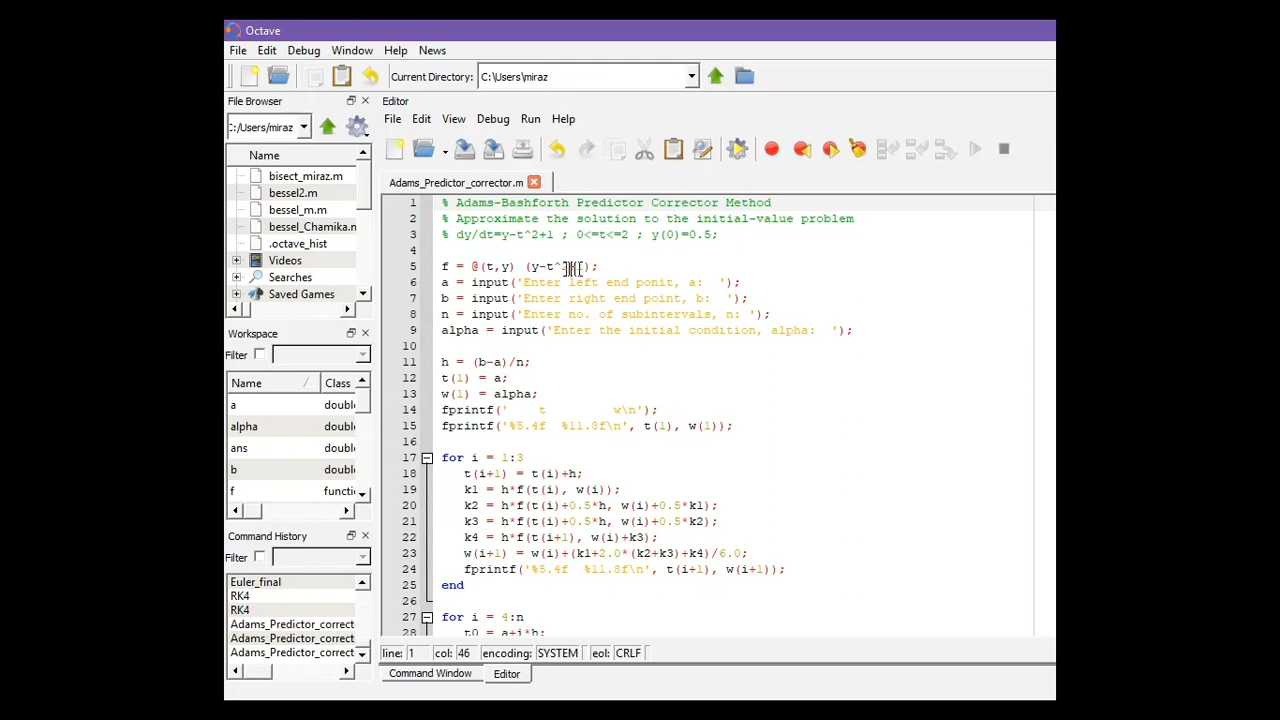 Octave
File Edit Debug Window Help News
Current Directory: C:\Users\miraz
File Browser
:/Users/miraz
Name
bisect_miraz.m
bessel2.m
bessel_m.m
bessel_Chamika.m
.octave_hist
Videos
Searches
Saved Games
Workspace
Filter
Name Class
a double
alpha double
ans double
b double
f functi
Command History
Filter
Euler_final
RK4
RK4
Adams_Predictor_correct
Adams_Predictor_correct
Adams_Predictor_correct
Editor
File Edit View Debug Run Help
Adams_Predictor_corrector.m
1 % Adams-Bashforth Predictor Corrector Method
2 % Approximate the solution to the initial-value problem
3 % dy/dt=y-t^2+1 ; 0<=t<=2 ; y(0)=0.5;
4
5 f = @(t,y) (y-t^2
6 a = input('Enter left end ponit, a:  ');
7 b = input('Enter right end point, b:  ');
8 n = input('Enter no. of subintervals, n: ');
9 alpha = input('Enter the initial condition, alpha:  ');
10
11 h = (b-a)/n;
12 t(1) = a;
13 w(1) = alpha;
14 fprintf('    t         w\n');
15 fprintf('%5.4f  %11.8f\n', t(1), w(1));
16
17 for i = 1:3
18 t(i+1) = t(i)+h;
19 k1 = h*f(t(i), w(i));
20 k2 = h*f(t(i)+0.5*h, w(i)+0.5*k1);
21 k3 = h*f(t(i)+0.5*h, w(i)+0.5*k2);
22 k4 = h*f(t(i+1), w(i)+k3);
23 w(i+1) = w(i)+(k1+2.0*(k2+k3)+k4)/6.0;
24 fprintf('%5.4f  %11.8f\n', t(i+1), w(i+1));
25 end
26
27 for i = 4:n
28 t0 = a+i*h;
line: 1 col: 46 encoding: SYSTEM eol: CRLF
Command Window Editor